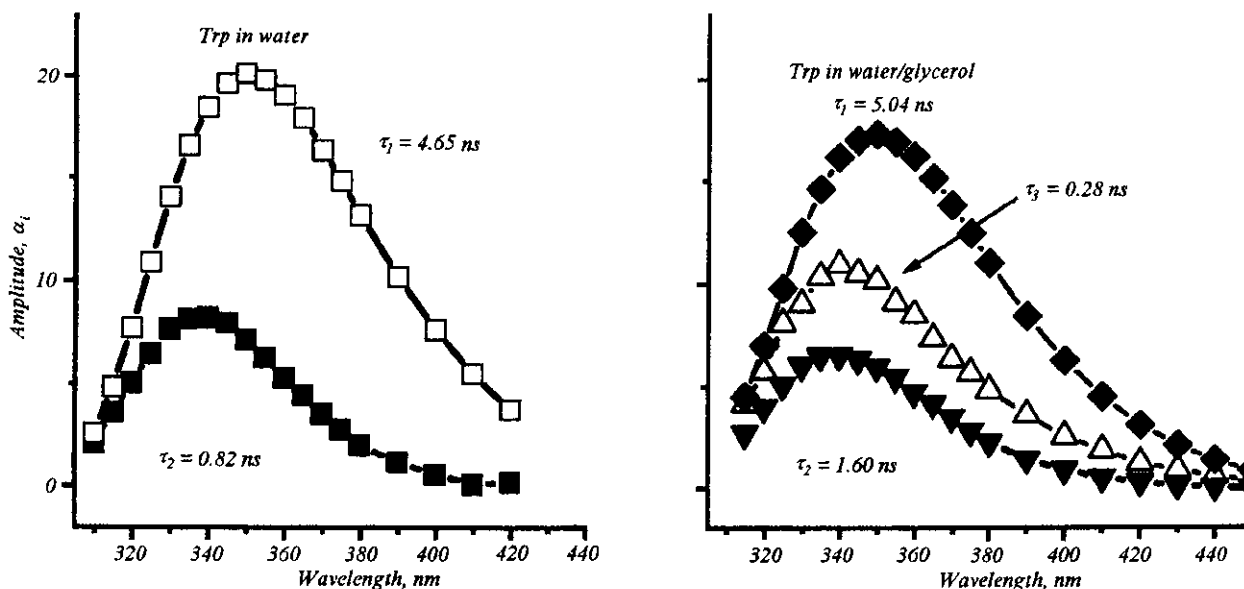 Trp in water
20
τ1 = 4.65 ns
10
τ2 = 0.82 ns
0
Amplitude, αi
320 340 360 380 400 420
Wavelength, nm
Trp in water/glycerol
τ1 = 5.04 ns
τ3 = 0.28 ns
τ2 = 1.60 ns
320 340 360 380 400 420 440
Wavelength, nm